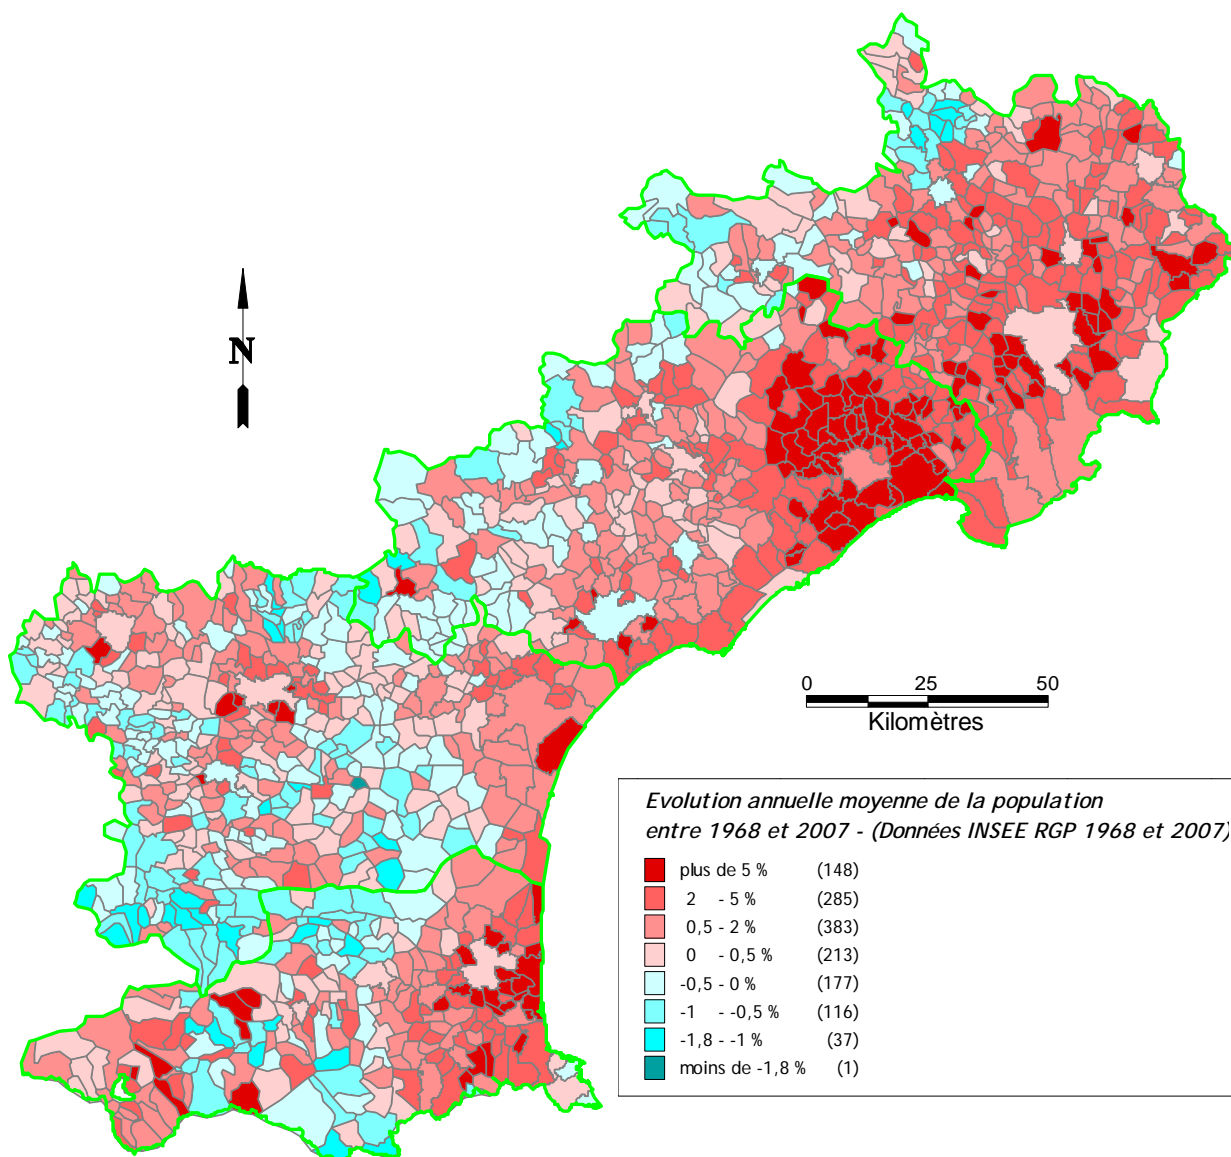 N
0 25 50
Kilomètres
Evolution annuelle moyenne de la population
entre 1968 et 2007 - (Données INSEE RGP 1968 et 2007)
plus de 5 % (148)
2 - 5 % (285)
0,5 - 2 % (383)
0 - 0,5 % (213)
-0,5 - 0 % (177)
-1 - -0,5 % (116)
-1,8 - -1 % (37)
moins de -1,8 % (1)